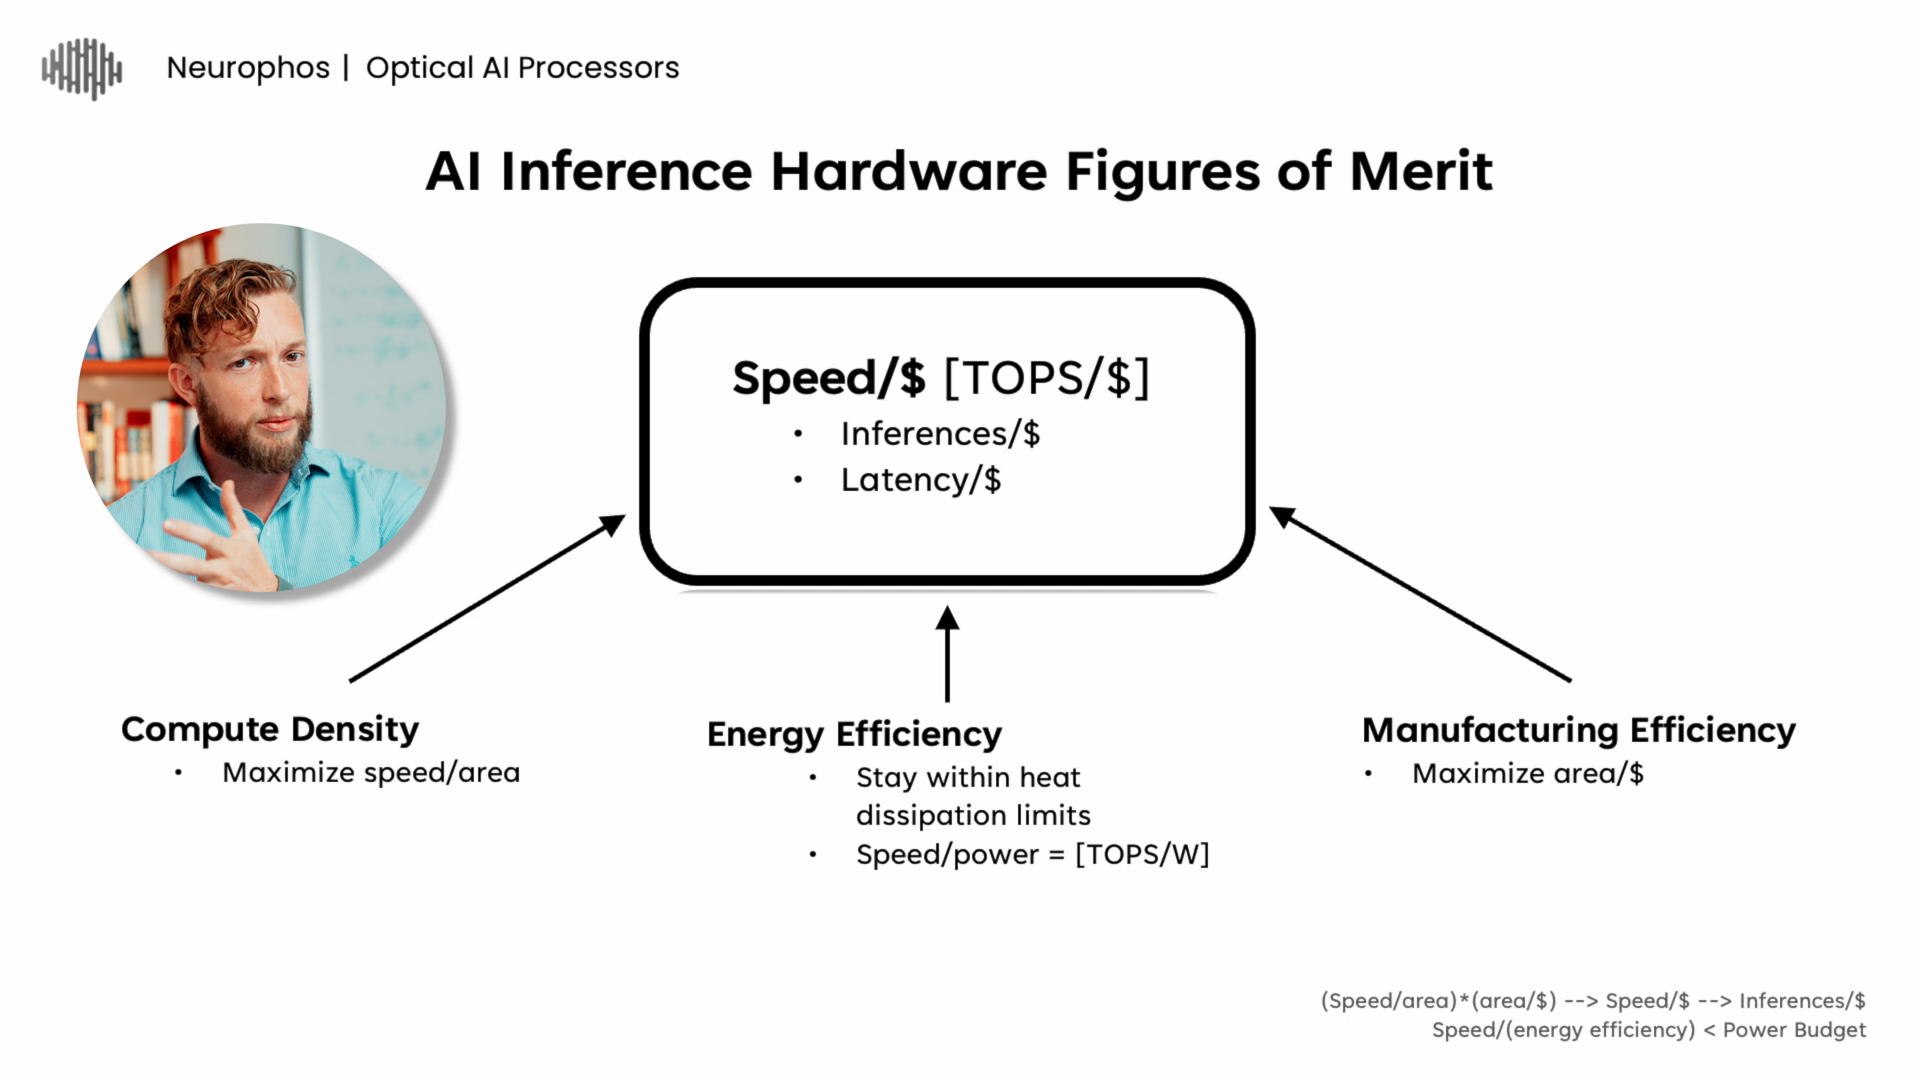 Neurophos | Optical AI Processors
AI Inference Hardware Figures of Merit
Speed/$ [TOPS/$]
• Inferences/$
• Latency/$
Compute Density
• Maximize speed/area
Energy Efficiency
• Stay within heat
dissipation limits
• Speed/power = [TOPS/W]
Manufacturing Efficiency
• Maximize area/$
(Speed/area)*(area/$) --> Speed/$ --> Inferences/$
Speed/(energy efficiency) < Power Budget